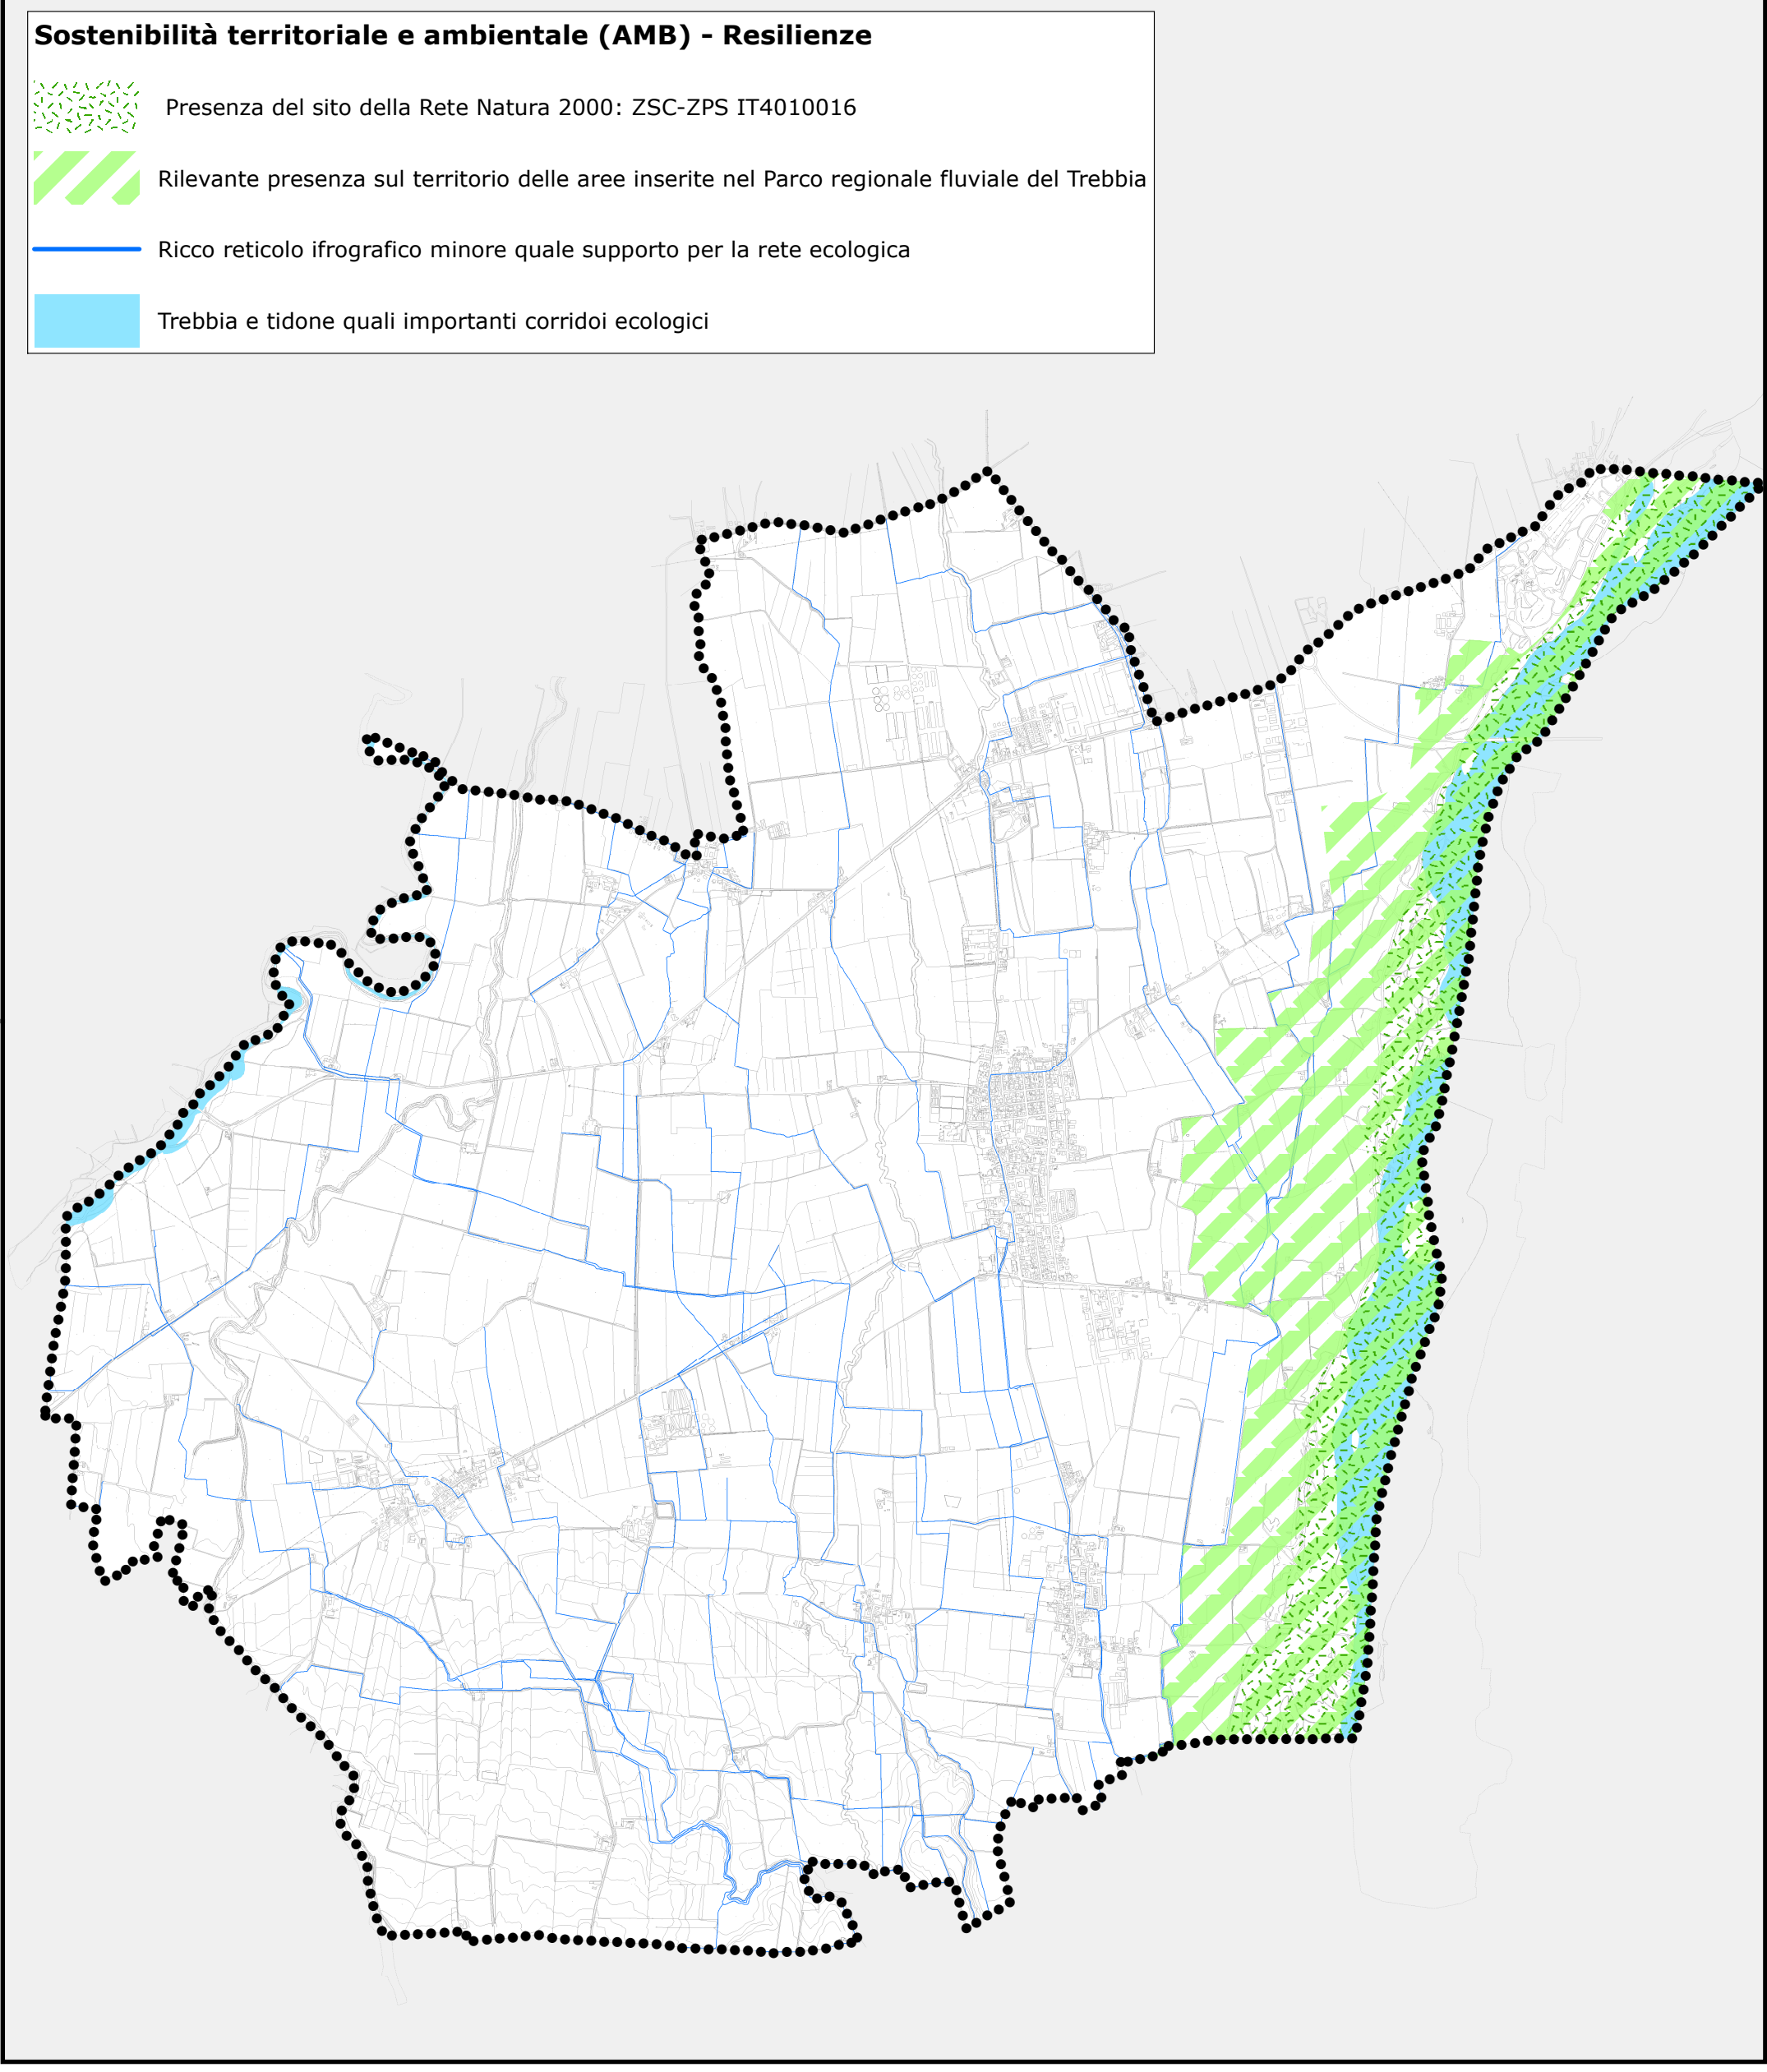 Sostenibilità territoriale e ambientale (AMB) - Resilienze
Presenza del sito della Rete Natura 2000: ZSC-ZPS IT4010016
Rilevante presenza sul territorio delle aree inserite nel Parco regionale fluviale del Trebbia
Ricco reticolo ifrografico minore quale supporto per la rete ecologica
Trebbia e tidone quali importanti corridoi ecologici